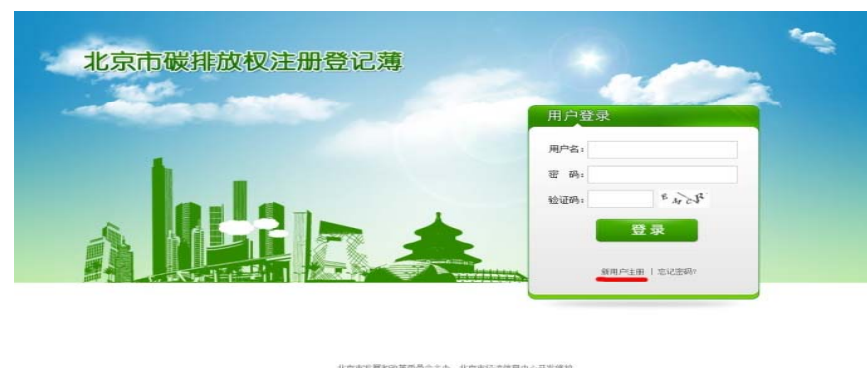 北京市碳排放权注册登记薄
用户登录
用户名：
密 码：
验证码：
登录
新用户注册 | 忘记密码?